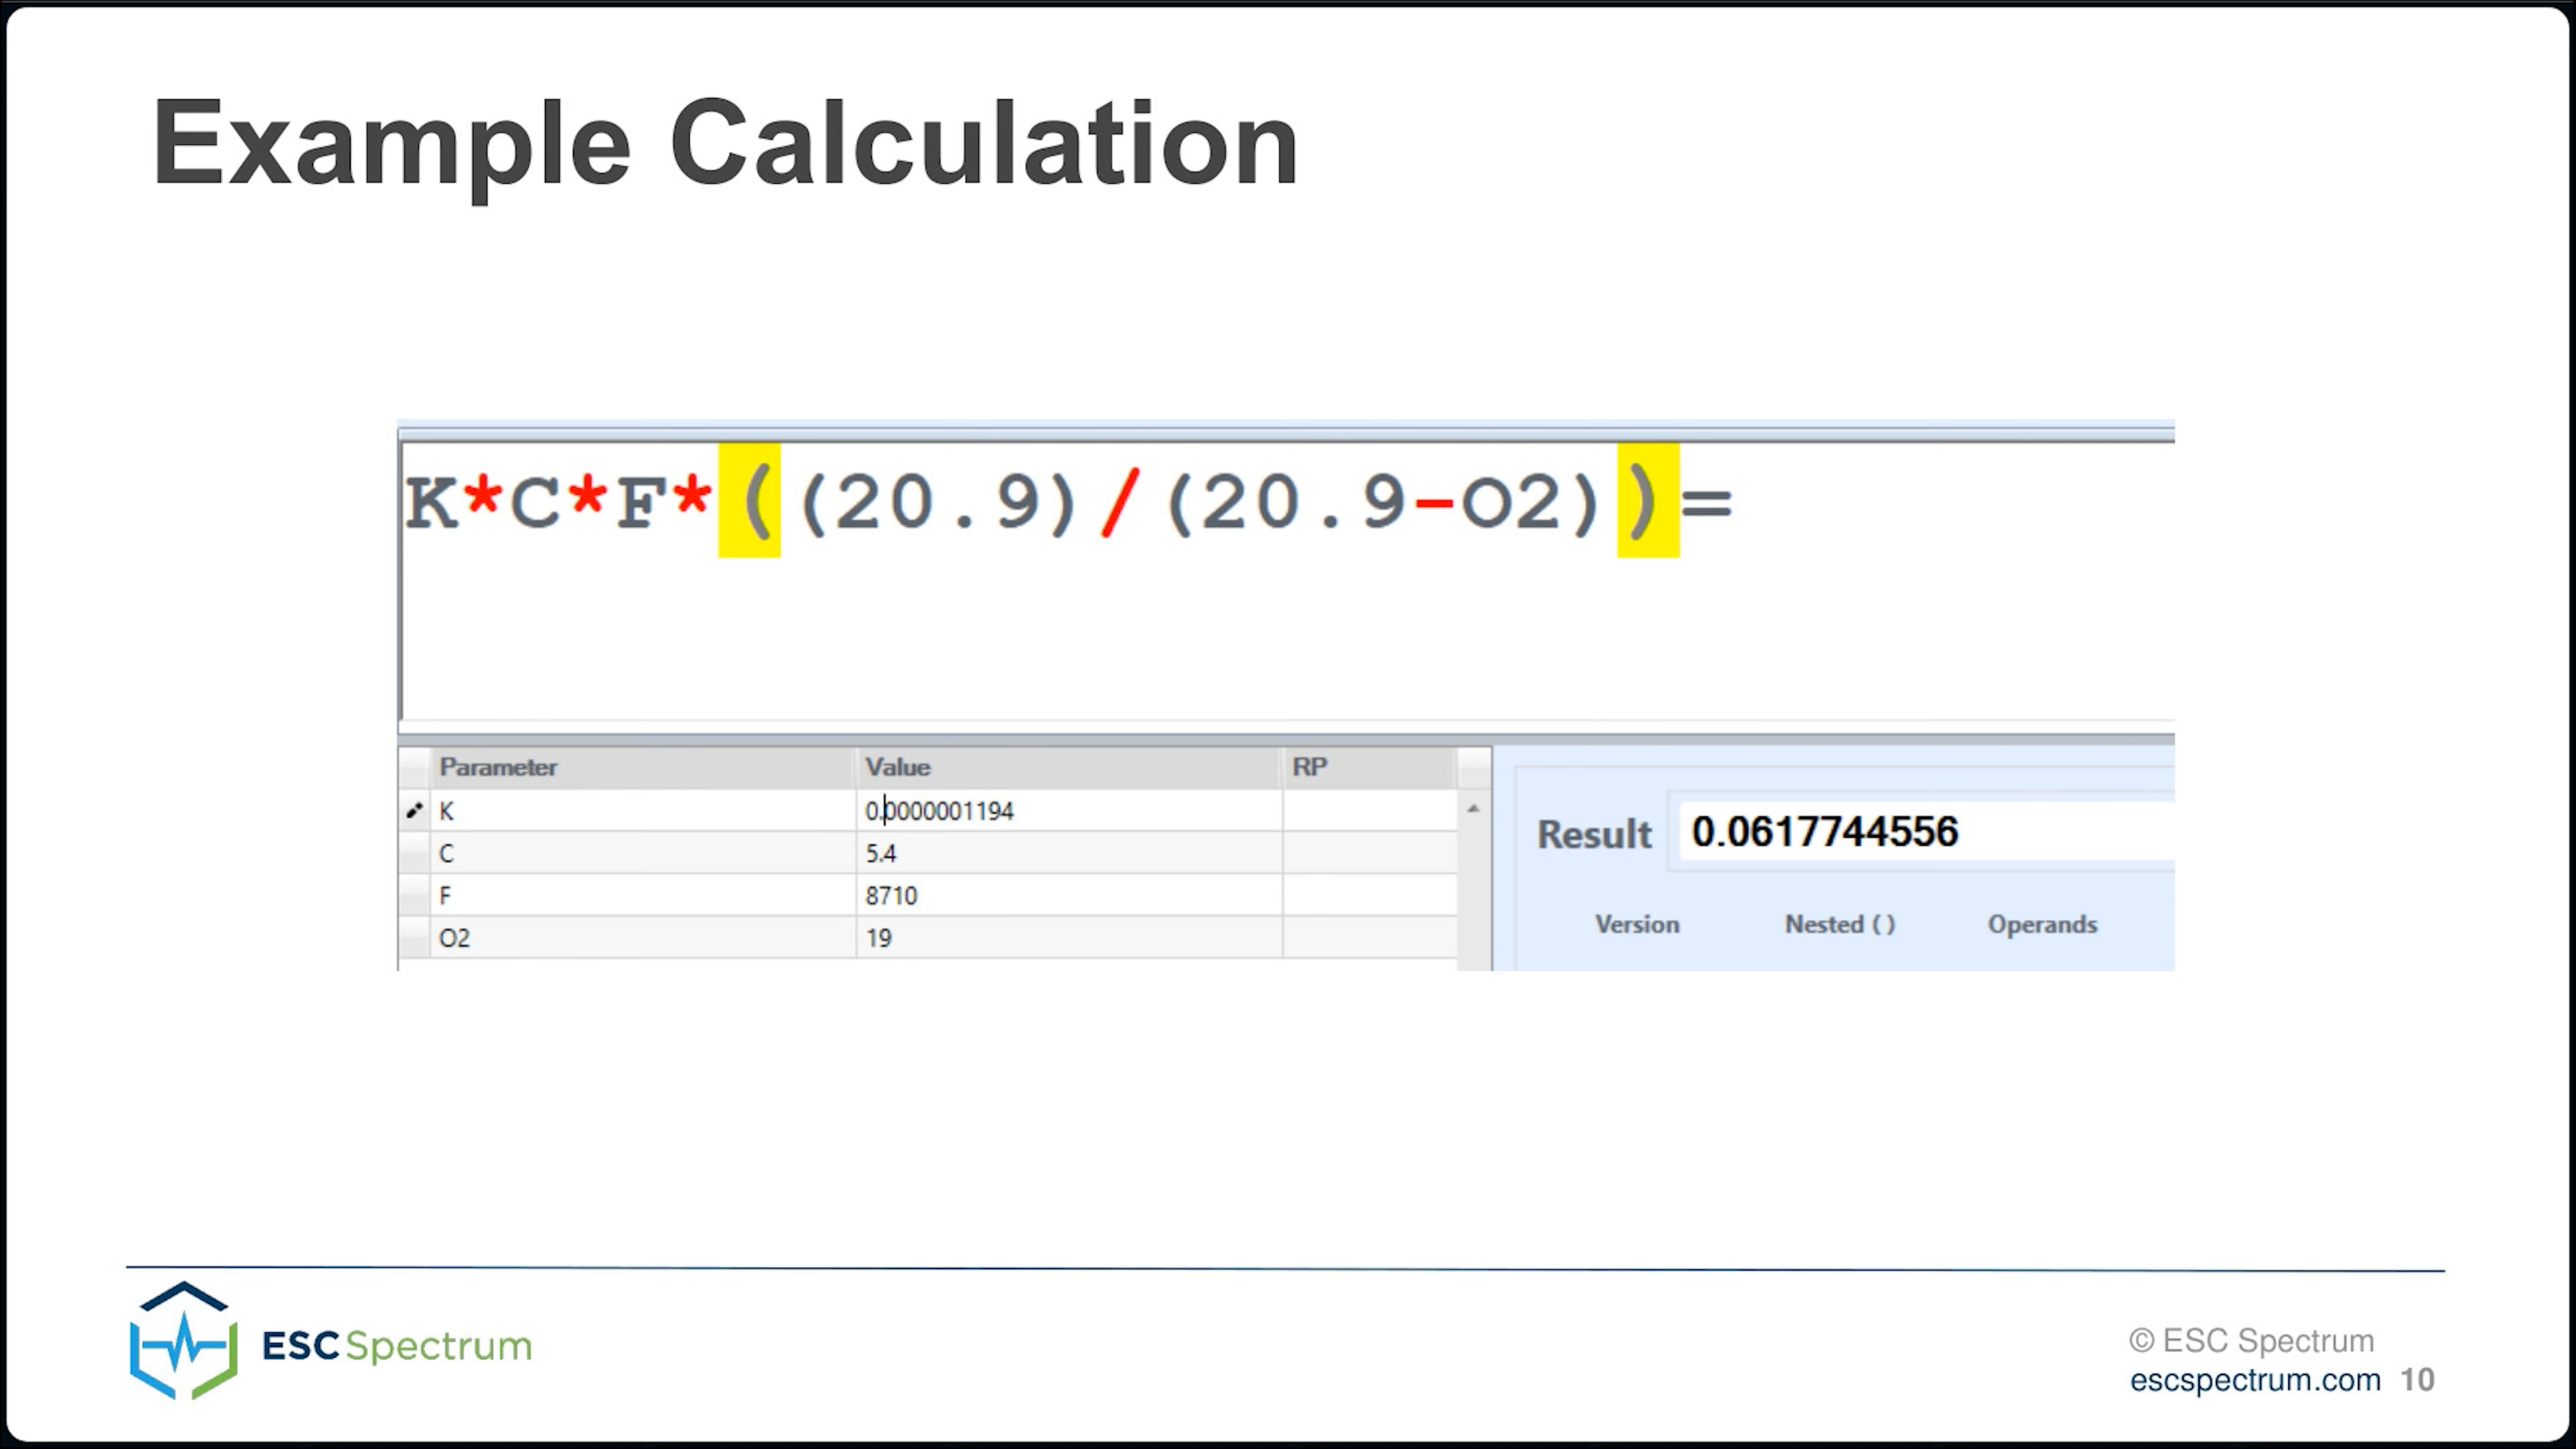 Example Calculation
K*C*F*((20.9)/(20.9-O2))=
Parameter Value RP
K 0.0000001194
C 5.4
F 8710
O2 19
Result 0.0617744556
Version Nested ( ) Operands
ESC Spectrum
© ESC Spectrum
escspectrum.com 10